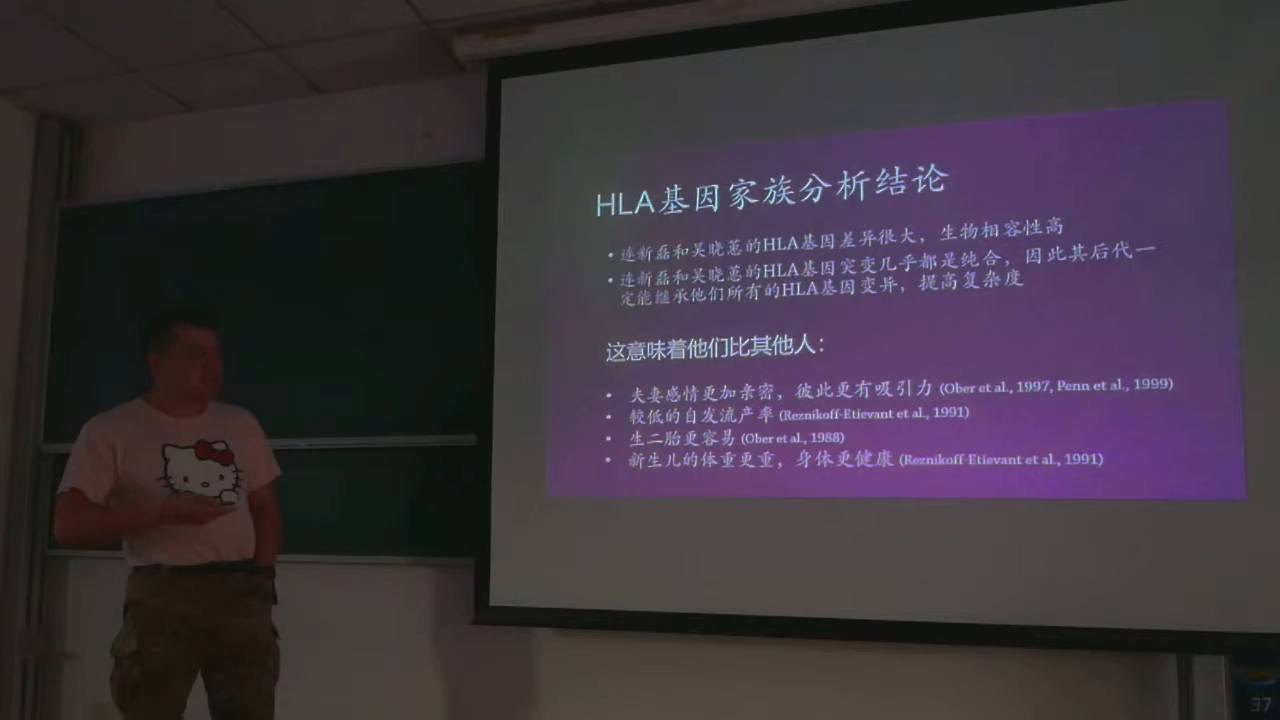 HLA基因家族分析结论
• 连新磊和吴晓蕙的HLA基因差异很大，生物相容性高
• 连新磊和吴晓蕙的HLA基因突变几乎都是纯合，因此其后代一
定能继承他们所有的HLA基因变异，提高复杂度
这意味着他们比其他人：
• 夫妻感情更加亲密，彼此更有吸引力 (Ober et al., 1997, Penn et al., 1999)
• 较低的自发流产率 (Reznikoff-Etievant et al., 1991)
• 生二胎更容易 (Ober et al., 1988)
• 新生儿的体重更重，身体更健康 (Reznikoff-Etievant et al., 1991)
37